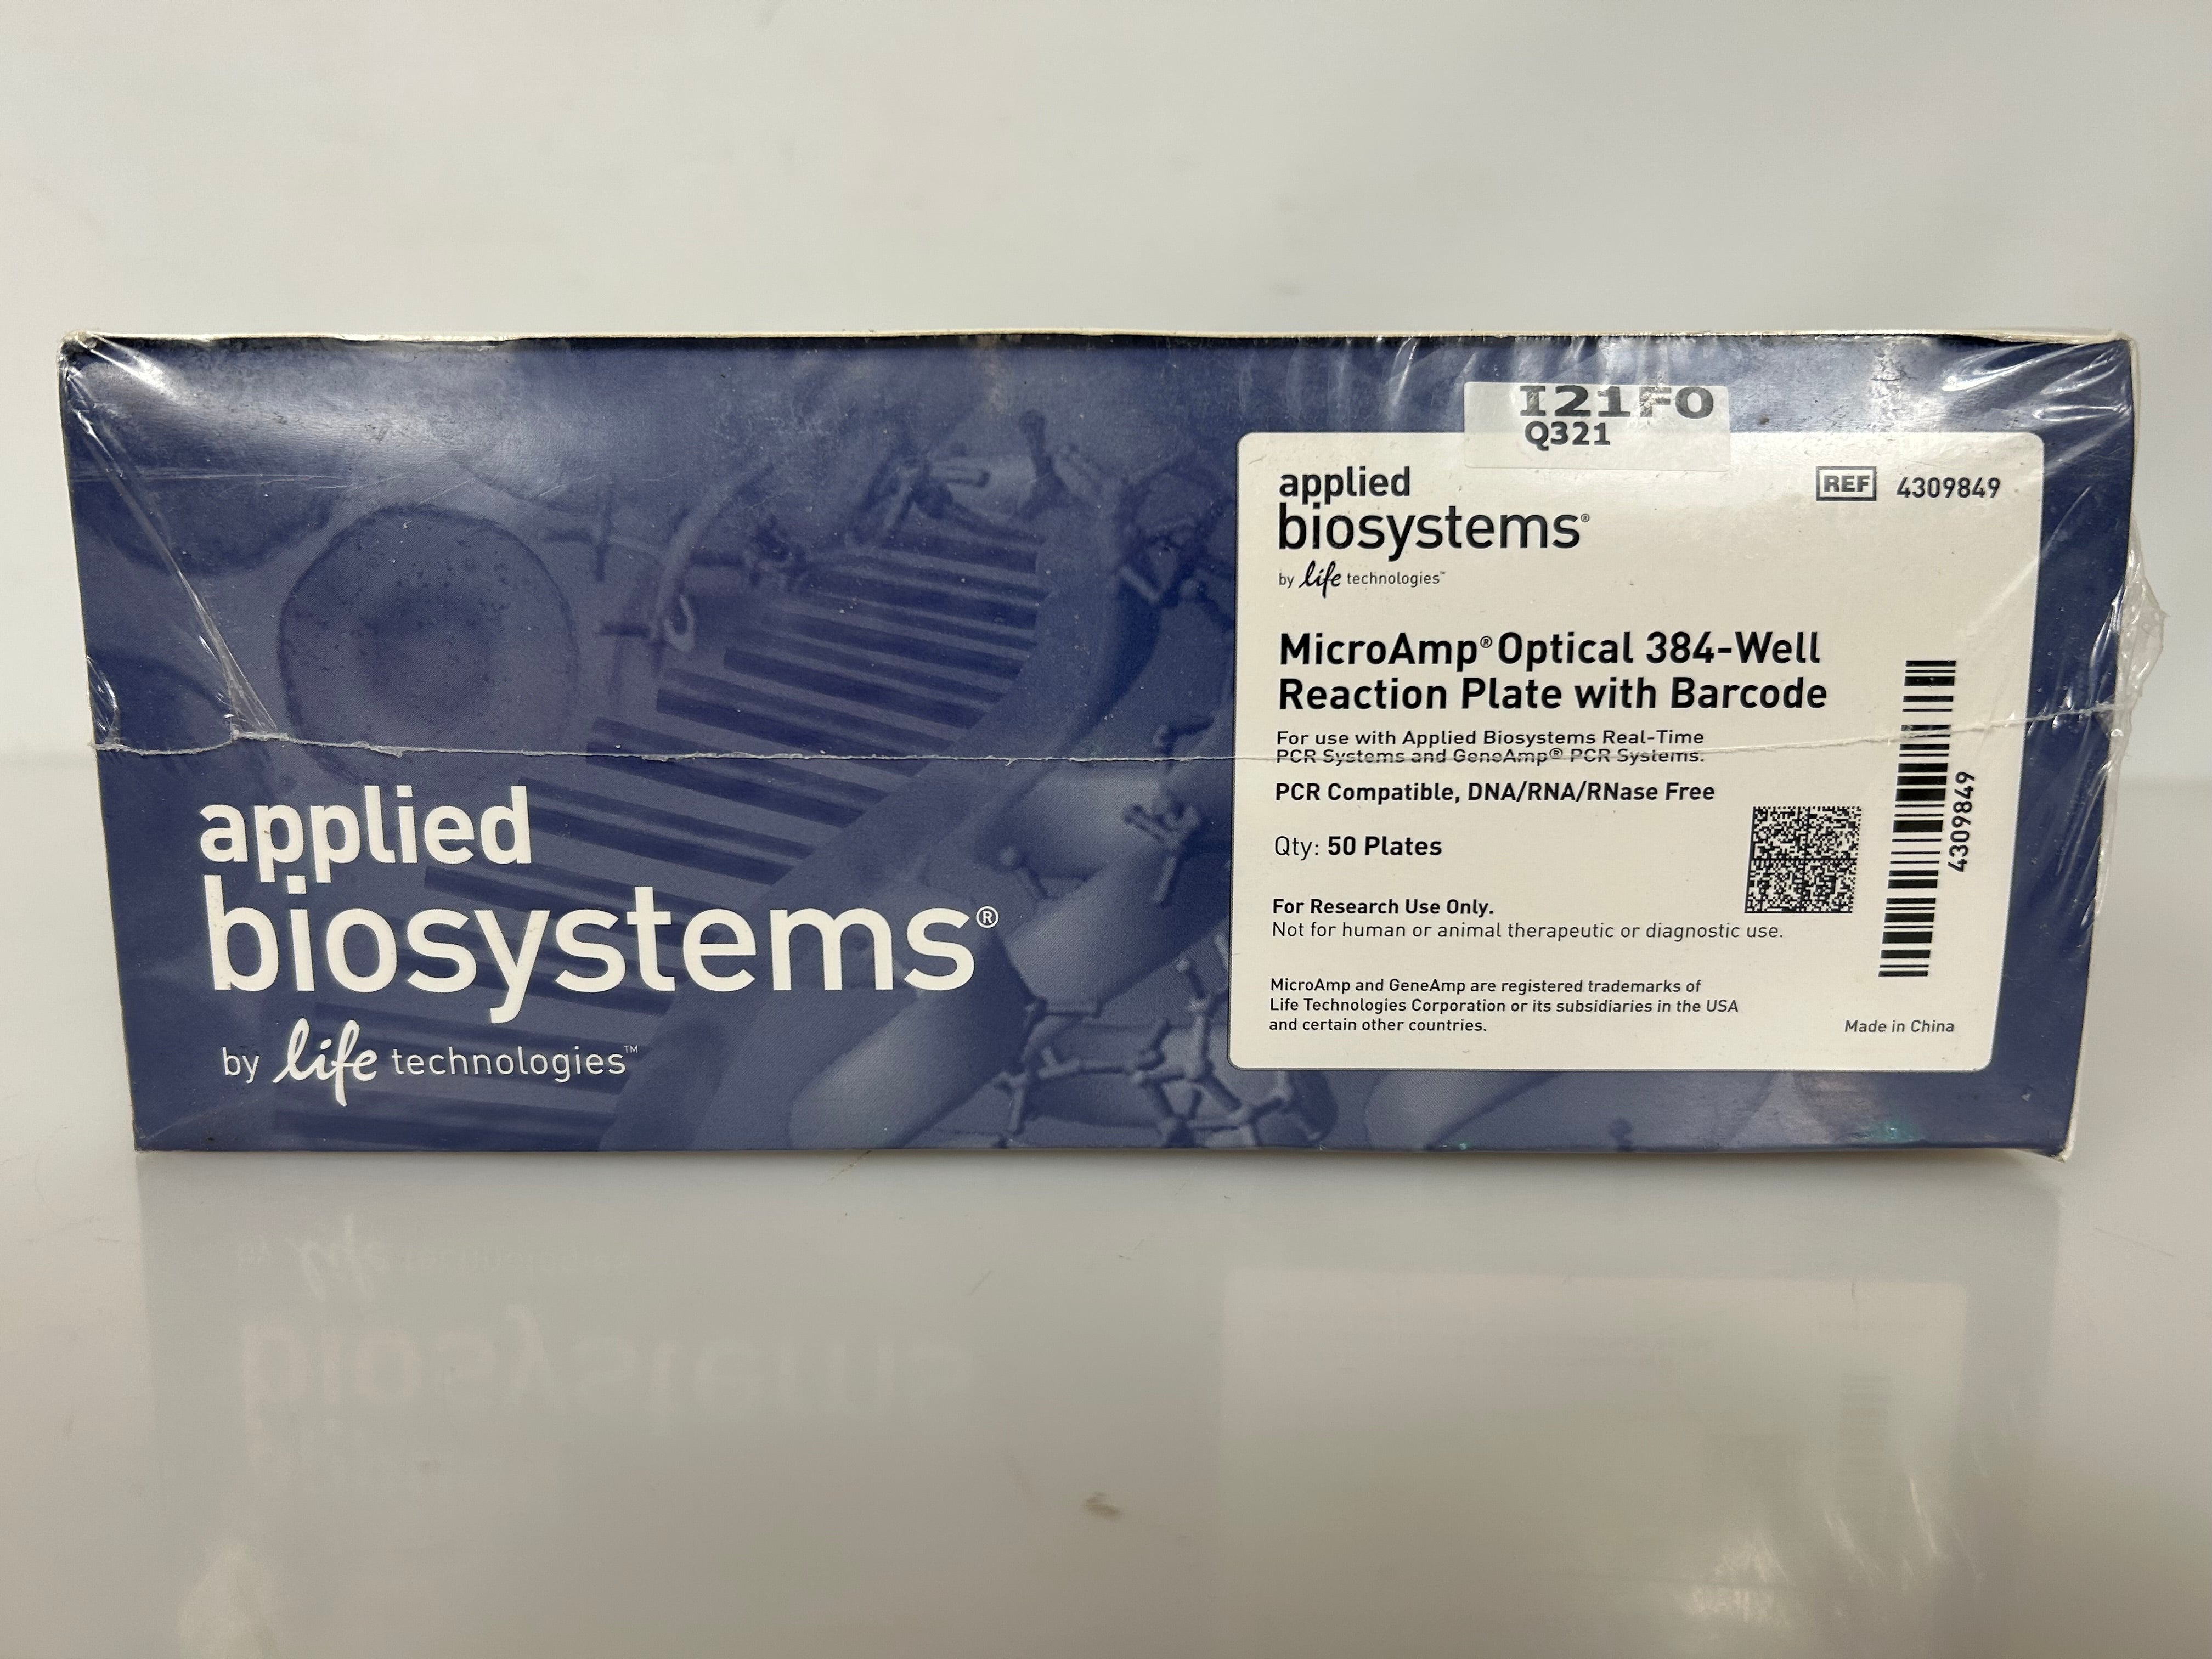 I21FO
Q321
applied
biosystems®
by life technologies™
REF 4309849
MicroAmp® Optical 384-Well
Reaction Plate with Barcode
For use with Applied Biosystems Real-Time
PCR Systems and GeneAmp® PCR Systems.
PCR Compatible, DNA/RNA/RNase Free
Qty: 50 Plates
For Research Use Only.
Not for human or animal therapeutic or diagnostic use.
MicroAmp and GeneAmp are registered trademarks of
Life Technologies Corporation or its subsidiaries in the USA
and certain other countries.
Made in China
4309849
applied
biosystems®
by life technologies™